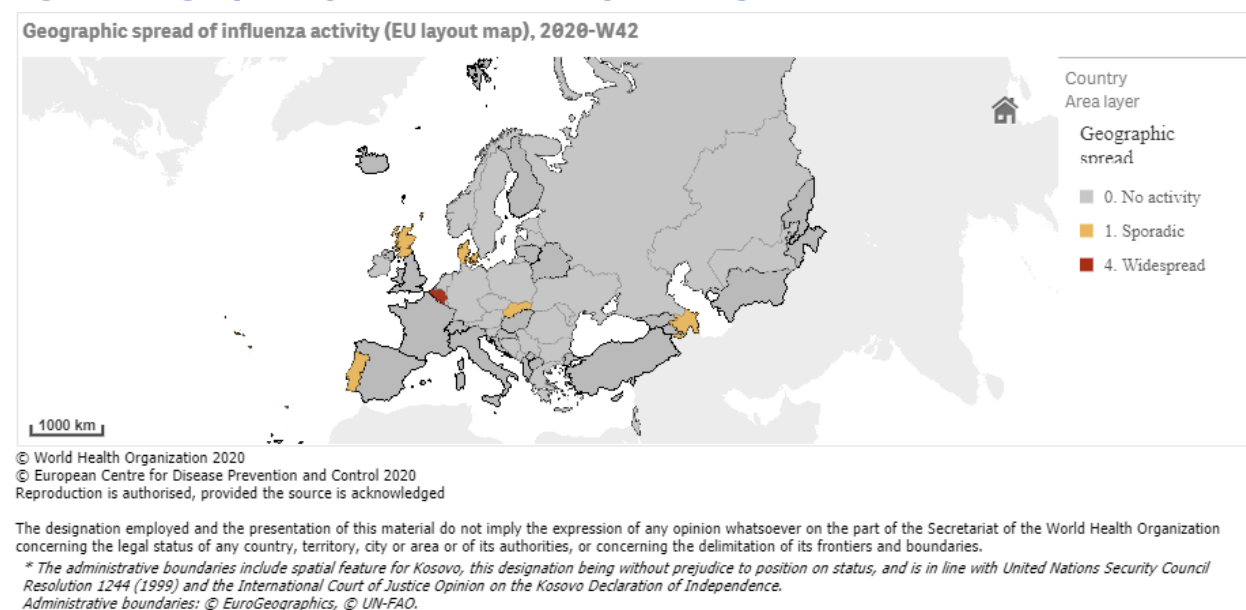 Geographic spread of influenza activity (EU layout map), 2020-W42
Country
Area layer
Geographic
spread
0. No activity
1. Sporadic
4. Widespread
1000 km
© World Health Organization 2020
© European Centre for Disease Prevention and Control 2020
Reproduction is authorised, provided the source is acknowledged
The designation employed and the presentation of this material do not imply the expression of any opinion whatsoever on the part of the Secretariat of the World Health Organization
concerning the legal status of any country, territory, city or area or of its authorities, or concerning the delimitation of its frontiers and boundaries.
* The administrative boundaries include spatial feature for Kosovo, this designation being without prejudice to position on status, and is in line with United Nations Security Council
Resolution 1244 (1999) and the International Court of Justice Opinion on the Kosovo Declaration of Independence.
Administrative boundaries: © EuroGeographics, © UN-FAO.